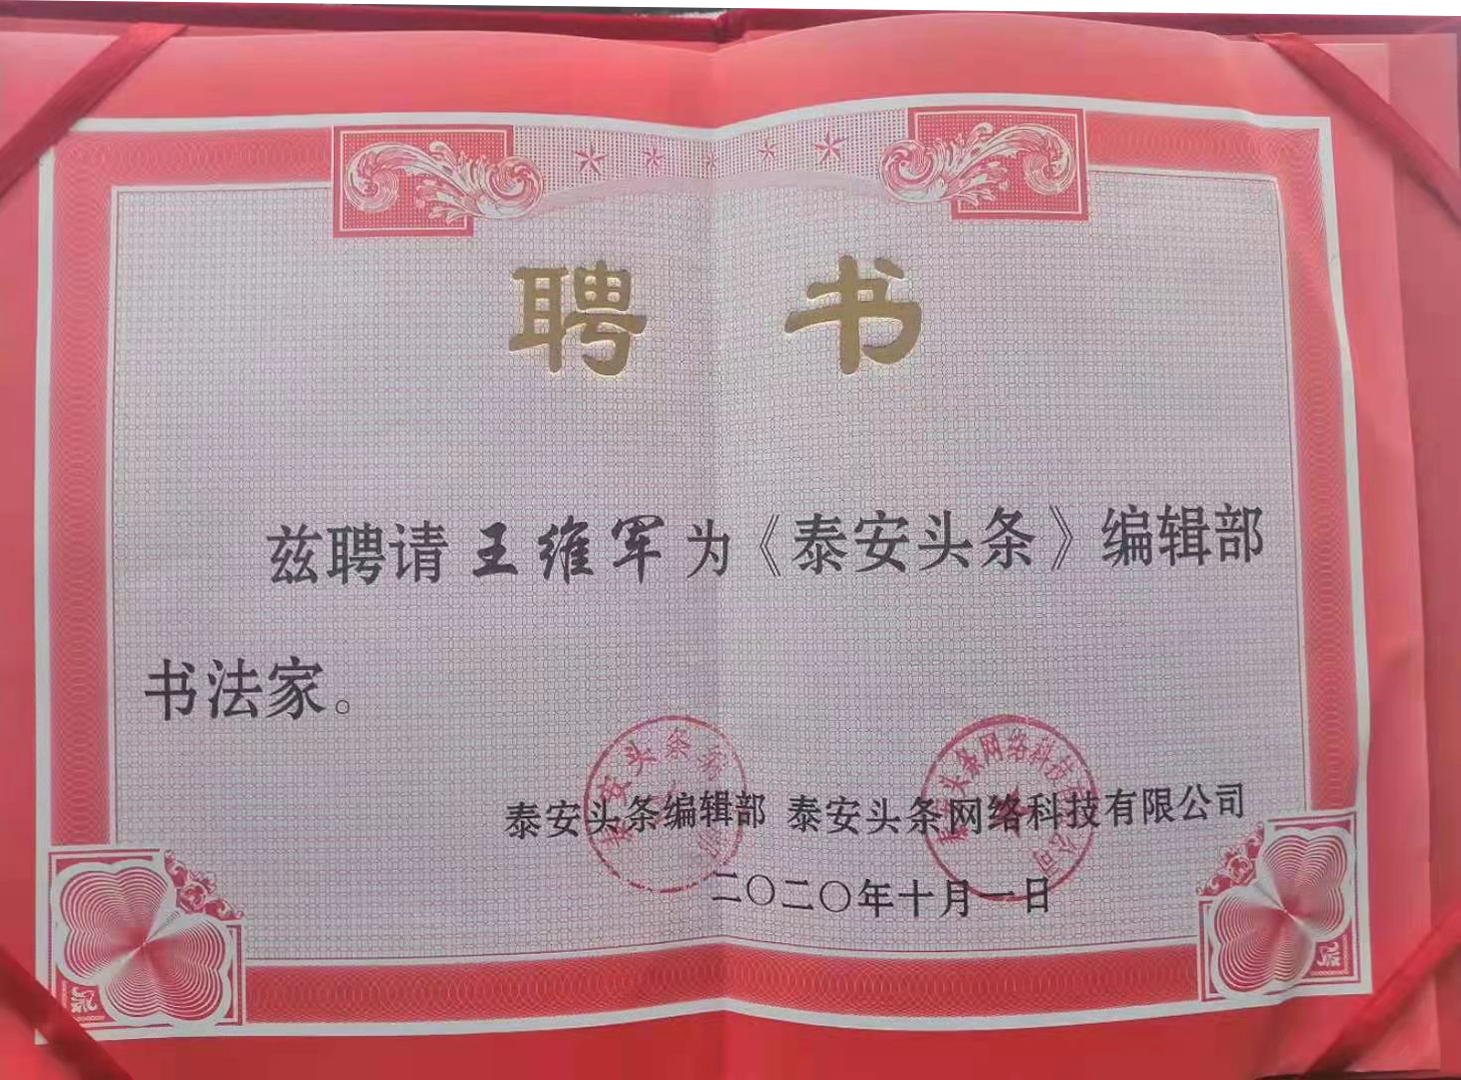 聘书
兹聘请王维军为《泰安头条》编辑部
书法家。
泰安头条编辑部 泰安头条网络科技有限公司
二〇二〇年十月一日